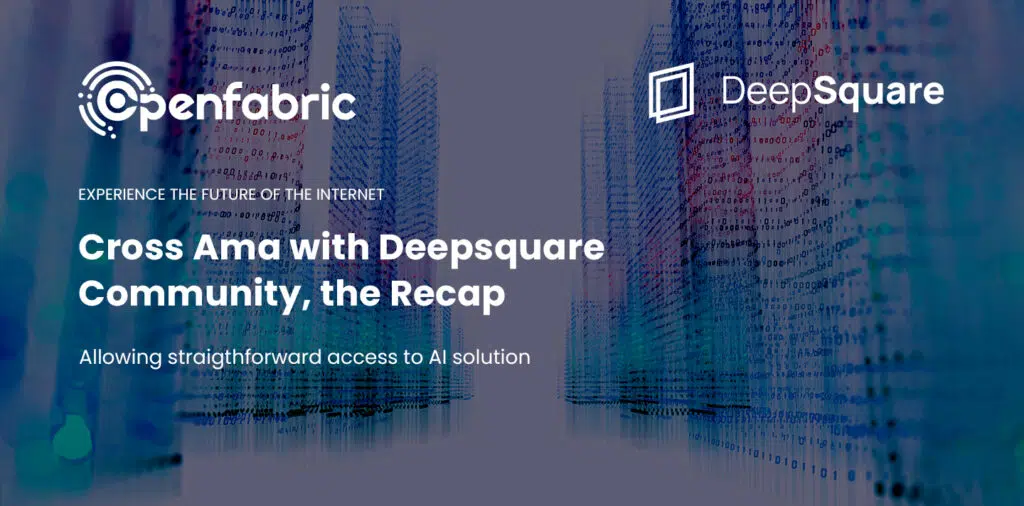 Openfabric
DeepSquare
EXPERIENCE THE FUTURE OF THE INTERNET
Cross Ama with Deepsquare
Community, the Recap
Allowing straigthforward access to AI solution